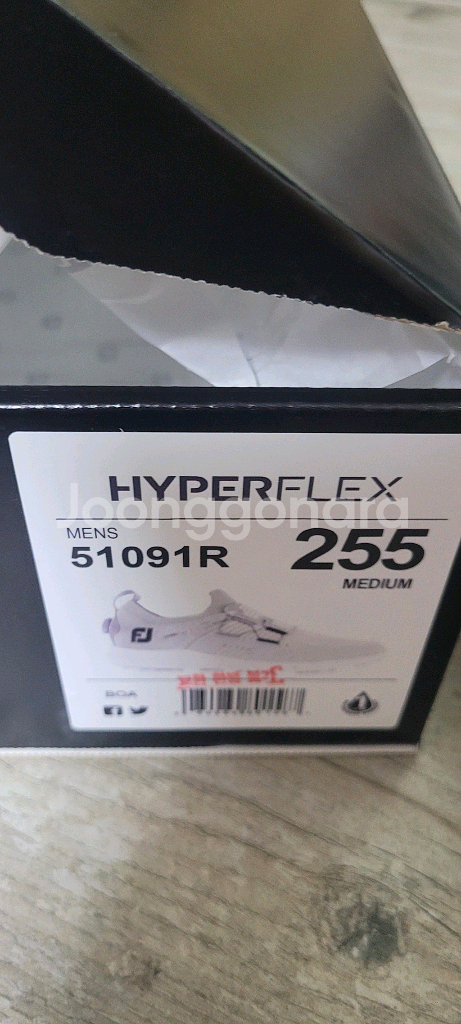 HYPERFLEX
Joonggonara
MENS
51091R
255
MEDIUM
FJ
BOA